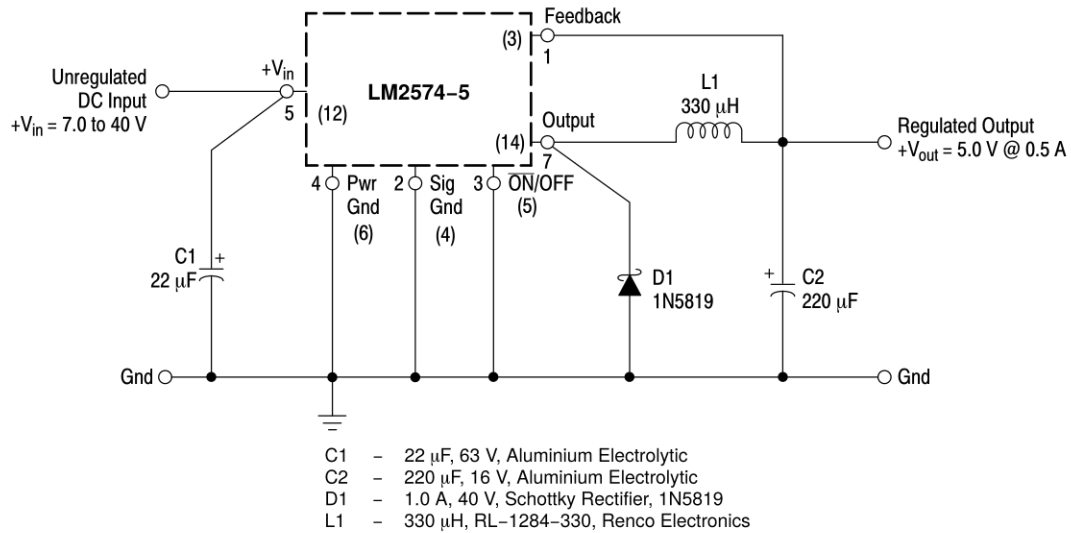 Feedback
(3)
1
Unregulated
DC Input
+Vin = 7.0 to 40 V
+Vin
5
(12)
LM2574–5
L1
330 μH
Output
(14)
7
Regulated Output
+Vout = 5.0 V @ 0.5 A
4 Pwr
Gnd
(6)
2 Sig
Gnd
(4)
3 O̅N̅/OFF
(5)
C1
22 μF
+
D1
1N5819
+
C2
220 μF
Gnd
Gnd
C1 – 22 μF, 63 V, Aluminium Electrolytic
C2 – 220 μF, 16 V, Aluminium Electrolytic
D1 – 1.0 A, 40 V, Schottky Rectifier, 1N5819
L1 – 330 μH, RL–1284–330, Renco Electronics